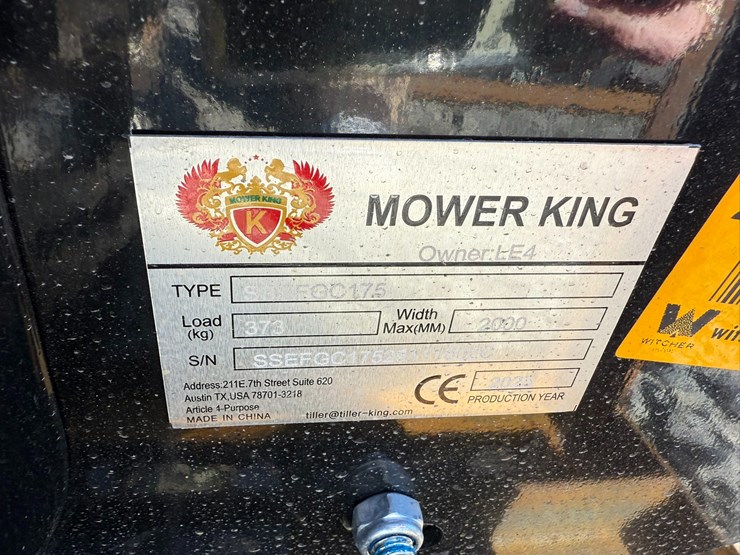 MOWER KING
K
MOWER KING
Owner:LE4
TYPE
Load (kg) 373 Width Max(MM) 2000
S/N
Address:211E.7th Street Suite 620
Austin TX,USA 78701-3218
Article 4-Purpose
MADE IN CHINA
tiller@tiller-king.com
CE
PRODUCTION YEAR
W
WITCHER